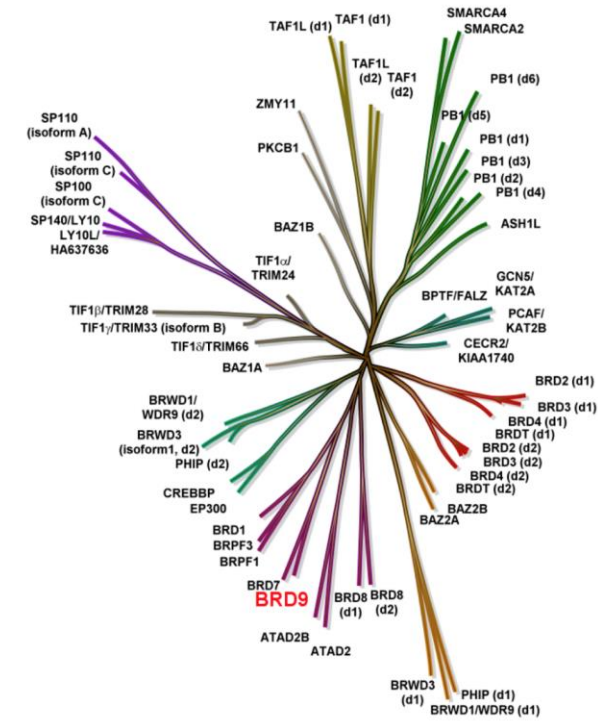 SMARCA4
SMARCA2
TAF1L (d1)
TAF1 (d1)
TAF1L
(d2)
TAF1
(d2)
PB1 (d6)
PB1 (d5)
PB1 (d1)
PB1 (d3)
PB1 (d2)
PB1 (d4)
ASH1L
ZMY11
PKCB1
SP110
(isoform A)
SP110
(isoform C)
SP100
(isoform C)
SP140/LY10
LY10L/
HA637636
BAZ1B
TIF1α/
TRIM24
GCN5/
KAT2A
BPTF/FALZ
PCAF/
KAT2B
CECR2/
KIAA1740
TIF1β/TRIM28
TIF1γ/TRIM33 (isoform B)
TIF1δ/TRIM66
BAZ1A
BRD2 (d1)
BRD3 (d1)
BRD4 (d1)
BRDT (d1)
BRD2 (d2)
BRD3 (d2)
BRD4 (d2)
BRDT (d2)
BRWD1/
WDR9 (d2)
BRWD3
(isoform1, d2)
PHIP (d2)
CREBBP
EP300
BAZ2B
BAZ2A
BRD1
BRPF3
BRPF1
BRD7
BRD9
BRD8
(d1)
BRD8
(d2)
ATAD2B
ATAD2
BRWD3
(d1)
PHIP (d1)
BRWD1/WDR9 (d1)